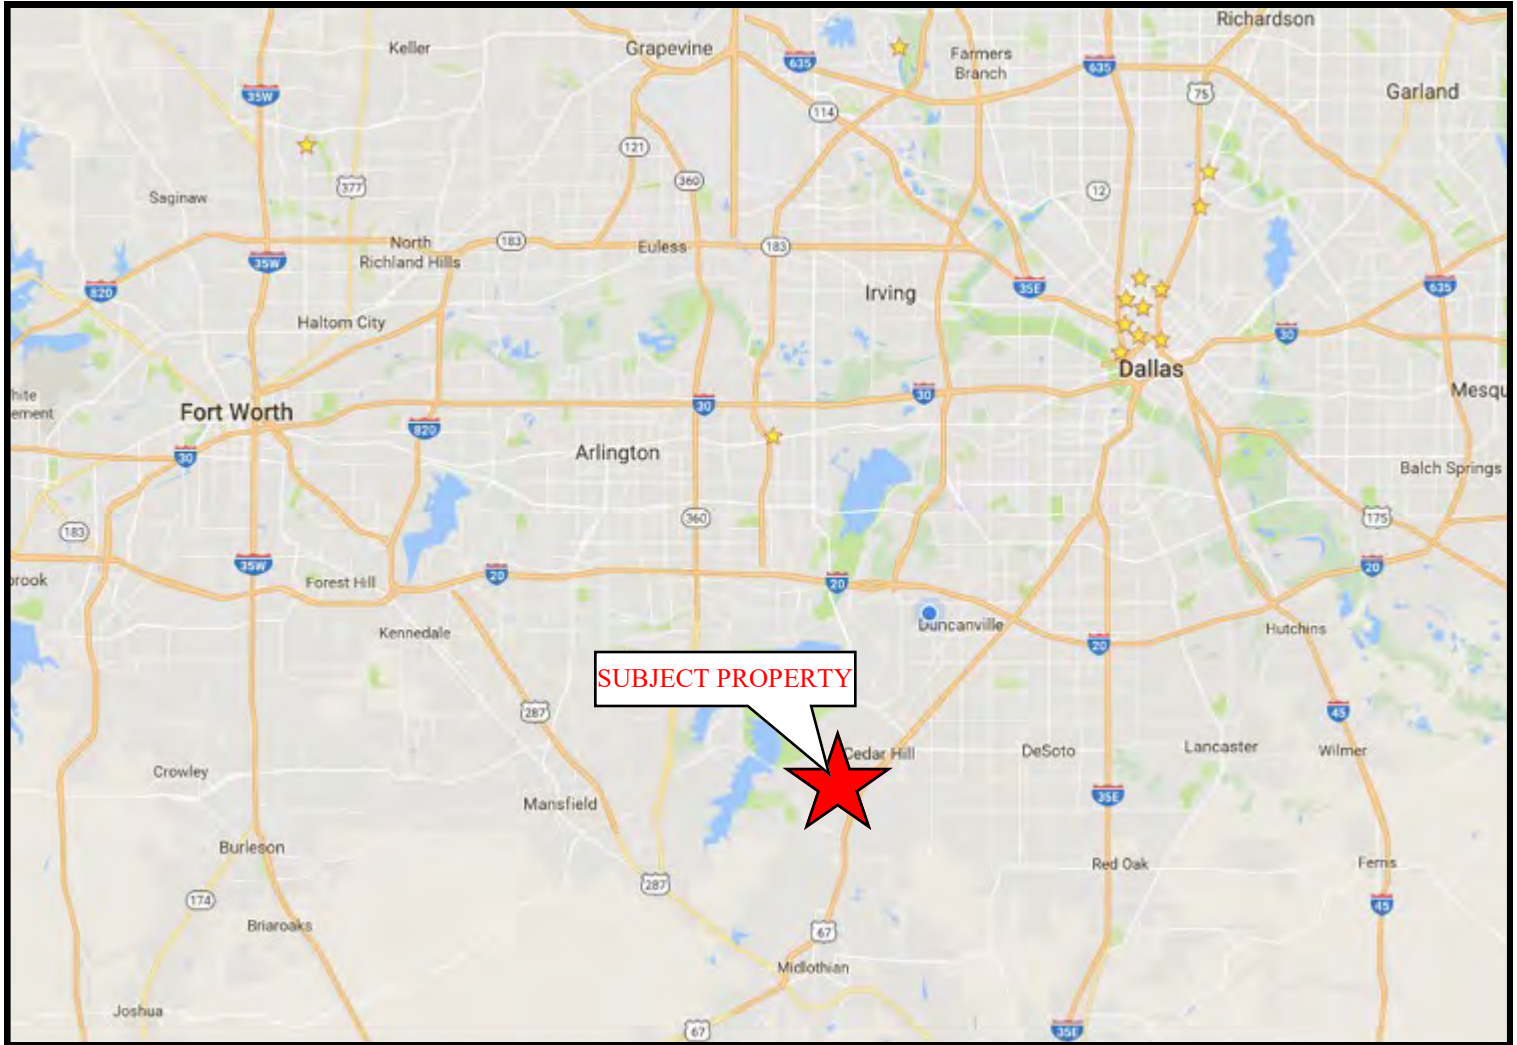 Richardson
Keller
Grapevine
Farmers
Branch
635
635
75
Garland
35W
114
121
360
377
12
Saginaw
North
Richland Hills
183
Euless
183
35W
820
Irving
35E
635
Haltom City
30
Dallas
Mesqu
hite
ement
Fort Worth
820
30
30
30
Arlington
Balch Springs
183
360
175
35W
Forest Hill
20
20
20
brook
Kennedale
Duncanville
20
Hutchins
SUBJECT PROPERTY
287
45
Cedar Hill
DeSoto
Lancaster
Wilmer
Crowley
Mansfield
35E
Burleson
Red Oak
Ferris
287
174
45
Briaroaks
67
Midlothian
Joshua
67
35E